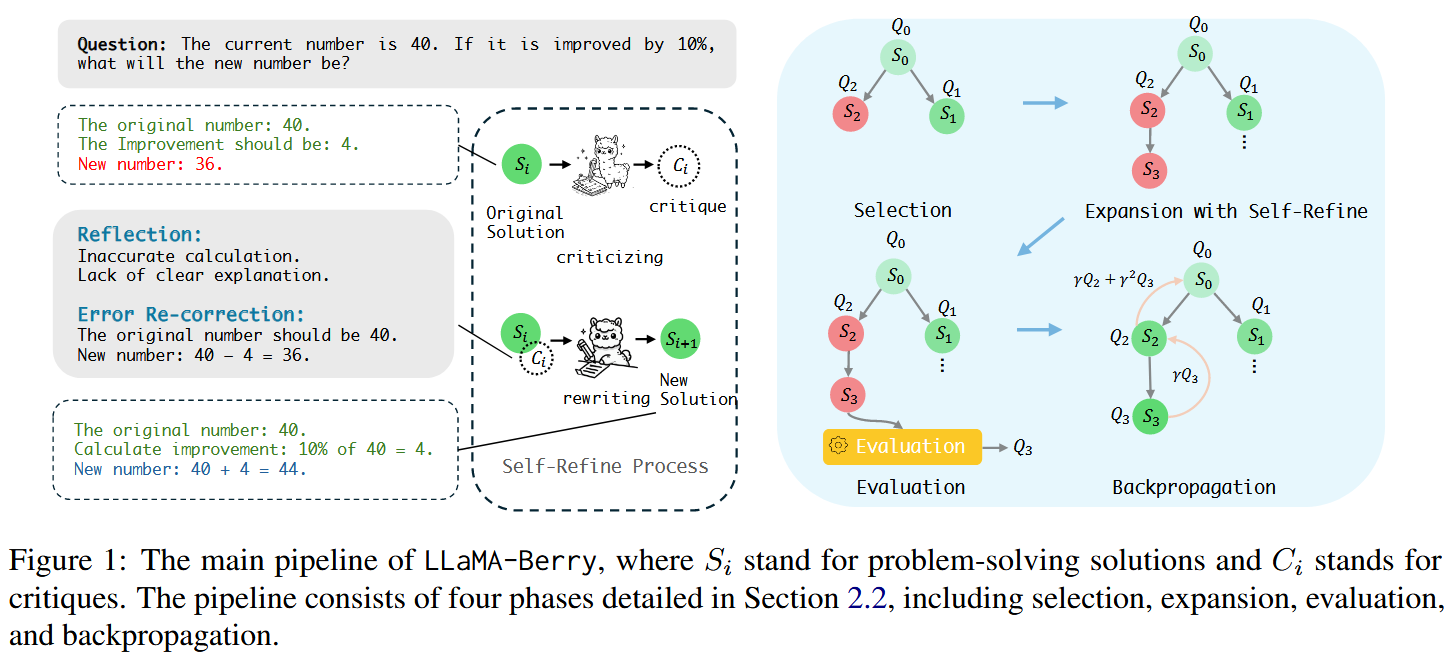 Question: The current number is 40. If it is improved by 10%,
what will the new number be?
The original number: 40.
The Improvement should be: 4.
New number: 36.
Reflection:
Inaccurate calculation.
Lack of clear explanation.
Error Re-correction:
The original number should be 40.
New number: 40 − 4 = 36.
The original number: 40.
Calculate improvement: 10% of 40 = 4.
New number: 40 + 4 = 44.
Sᵢ
Cᵢ
Original
Solution
critique
criticizing
Sᵢ
Cᵢ
Sᵢ₊₁
rewriting
New
Solution
Self-Refine Process
Q₀
S₀
Q₂
Q₁
S₂
S₁
Selection
Q₀
S₀
Q₂
Q₁
S₂
S₁
⋮
S₃
Expansion with Self-Refine
Q₀
S₀
Q₂
Q₁
S₂
S₁
⋮
S₃
Evaluation
Q₃
Evaluation
Q₀
γQ₂ + γ²Q₃
S₀
Q₁
Q₂
S₂
S₁
⋮
γQ₃
Q₃
S₃
Backpropagation
Figure 1: The main pipeline of LLaMA-Berry, where Sᵢ stand for problem-solving solutions and Cᵢ stands for
critiques. The pipeline consists of four phases detailed in Section 2.2, including selection, expansion, evaluation,
and backpropagation.